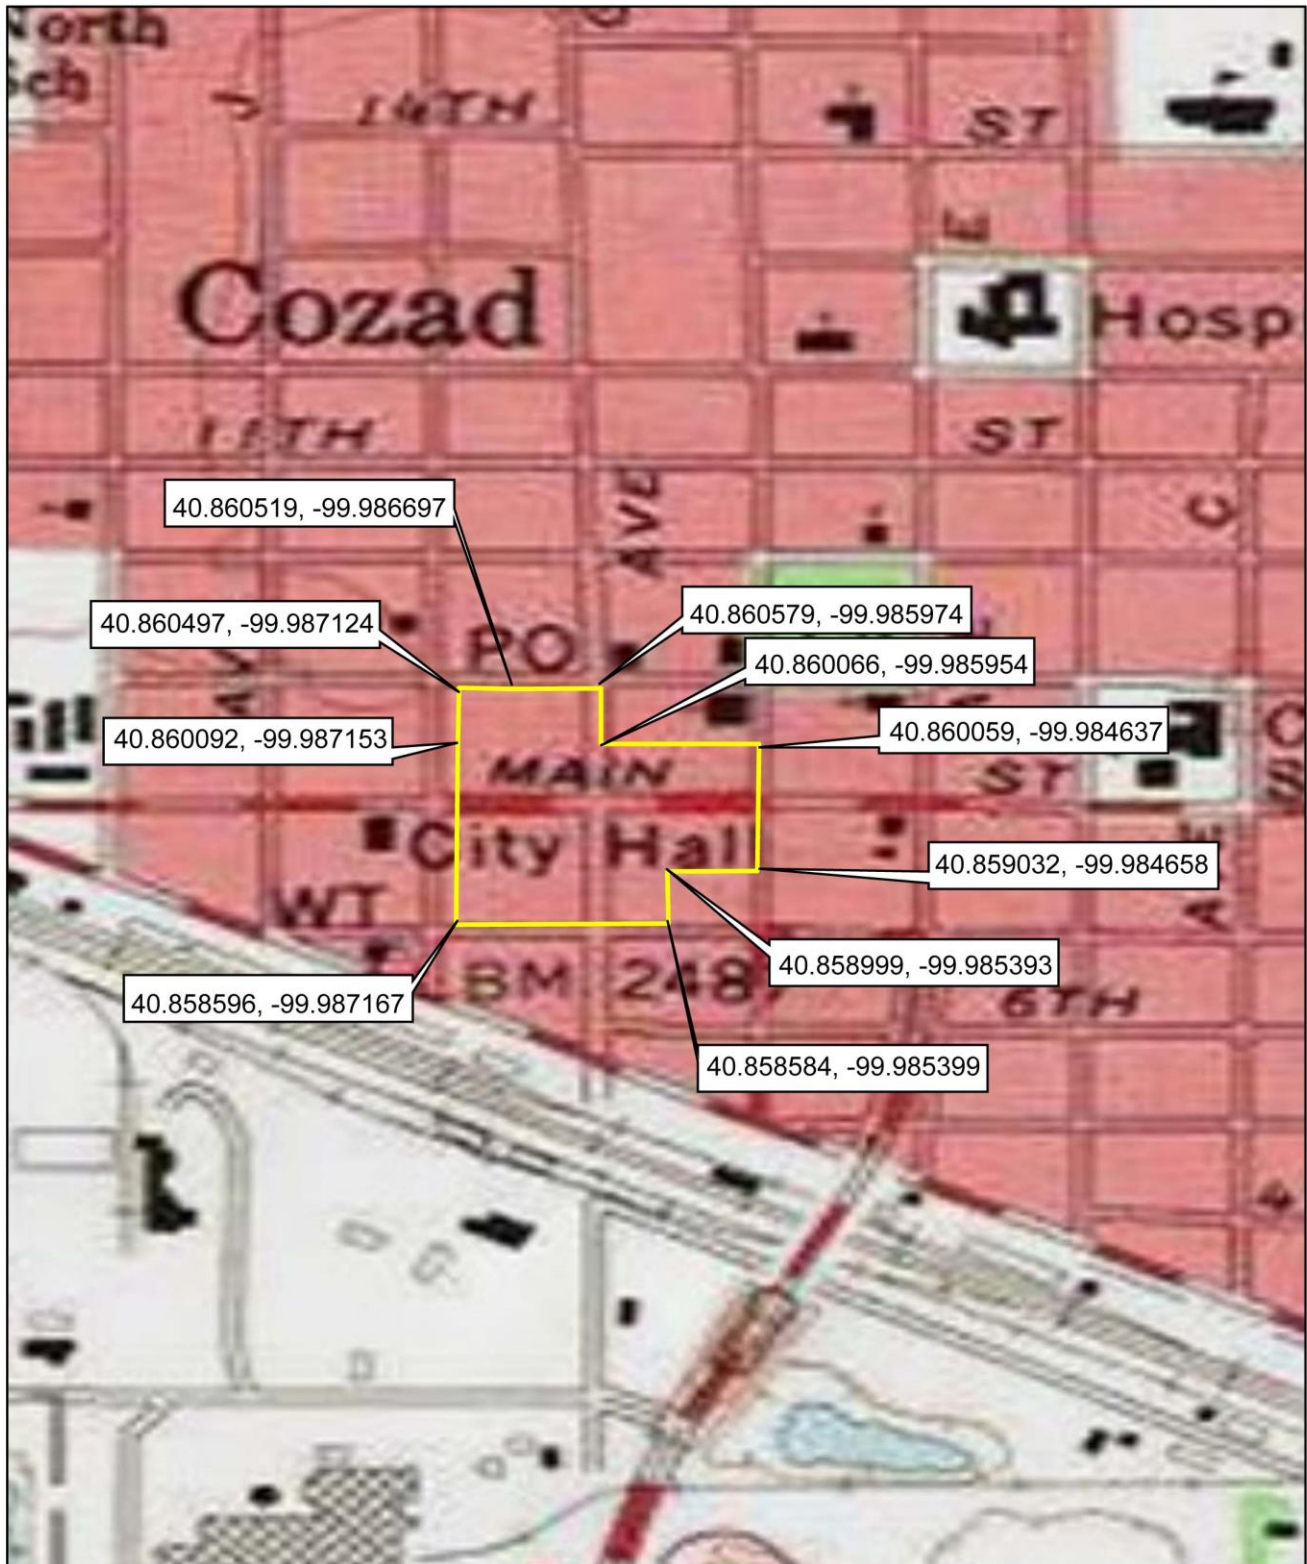 North
Sch
J
14TH
ST
E
Cozad
Hosp
11TH
ST
AVE
C
40.860519, -99.986697
40.860579, -99.985974
40.860497, -99.987124
PO
40.860066, -99.985954
AV
40.860092, -99.987153
40.860059, -99.984637
MAIN
ST
City Hall
40.859032, -99.984658
WT
40.858999, -99.985393
BM 248
40.858596, -99.987167
6TH
40.858584, -99.985399